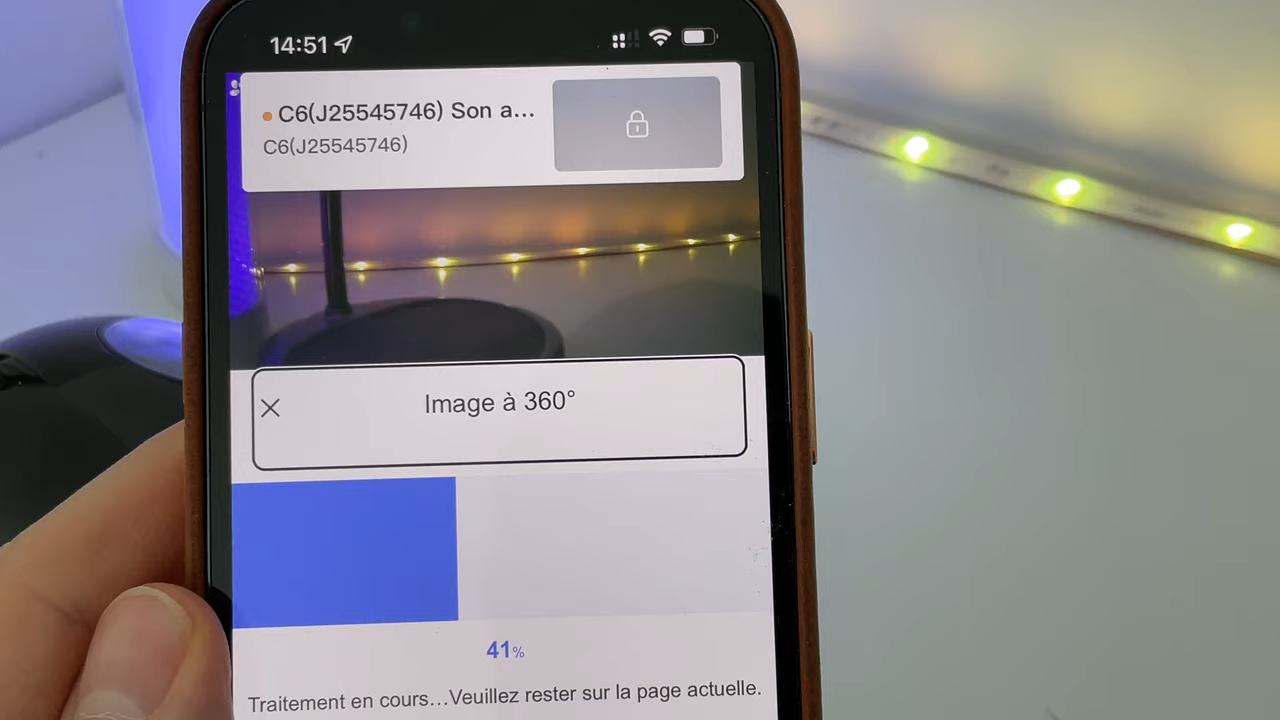 14:51
C6(J25545746) Son a...
C6(J25545746)
Image à 360°
41%
Traitement en cours...Veuillez rester sur la page actuelle.